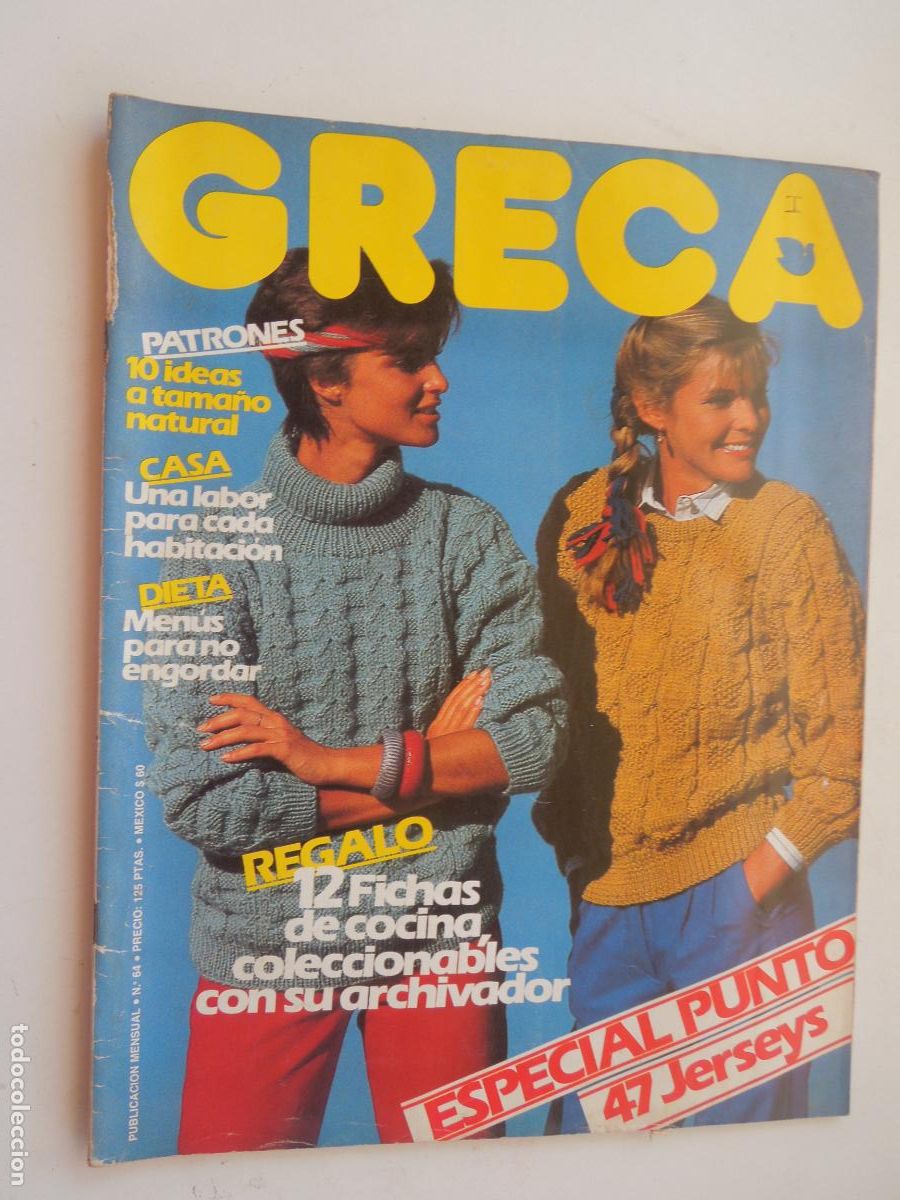 GRECA
I
PATRONES
10 ideas
a tamaño
natural
CASA
Una labor
para cada
habitación
DIETA
Menús
para no
engordar
REGALO
12 Fichas
de cocina,
coleccionables
con su archivador
ESPECIAL PUNTO
47 Jerseys
PUBLICACION MENSUAL • N.º 64 • PRECIO: 125 PTAS. • MEXICO $ 60
todocoleccion